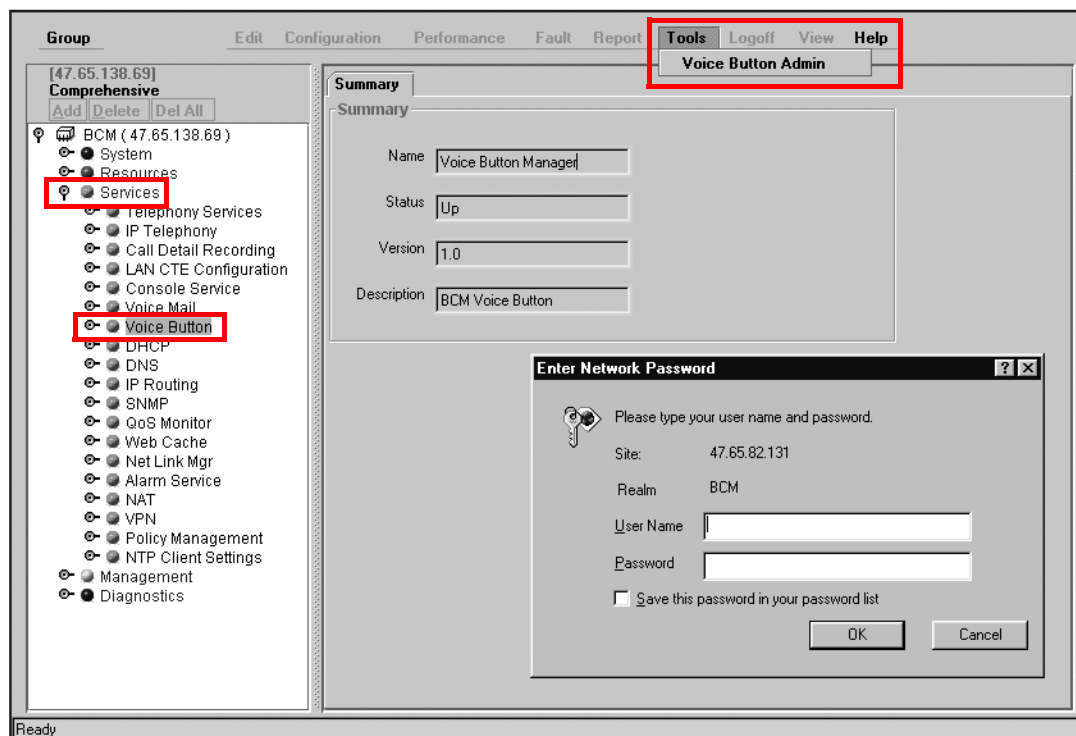 Group Edit Configuration Performance Fault Report Tools Logoff View Help
Voice Button Admin
[47.65.138.69]
Comprehensive
Add Delete Del All
BCM ( 47.65.138.69 )
System
Resources
Services
Telephony Services
IP Telephony
Call Detail Recording
LAN CTE Configuration
Console Service
Voice Mail
Voice Button
DHCP
DNS
IP Routing
SNMP
QoS Monitor
Web Cache
Net Link Mgr
Alarm Service
NAT
VPN
Policy Management
NTP Client Settings
Management
Diagnostics
Summary
Summary
Name Voice Button Manager
Status Up
Version 1.0
Description BCM Voice Button
Enter Network Password ? X
Please type your user name and password.
Site: 47.65.82.131
Realm BCM
User Name
Password
Save this password in your password list
OK Cancel
Ready